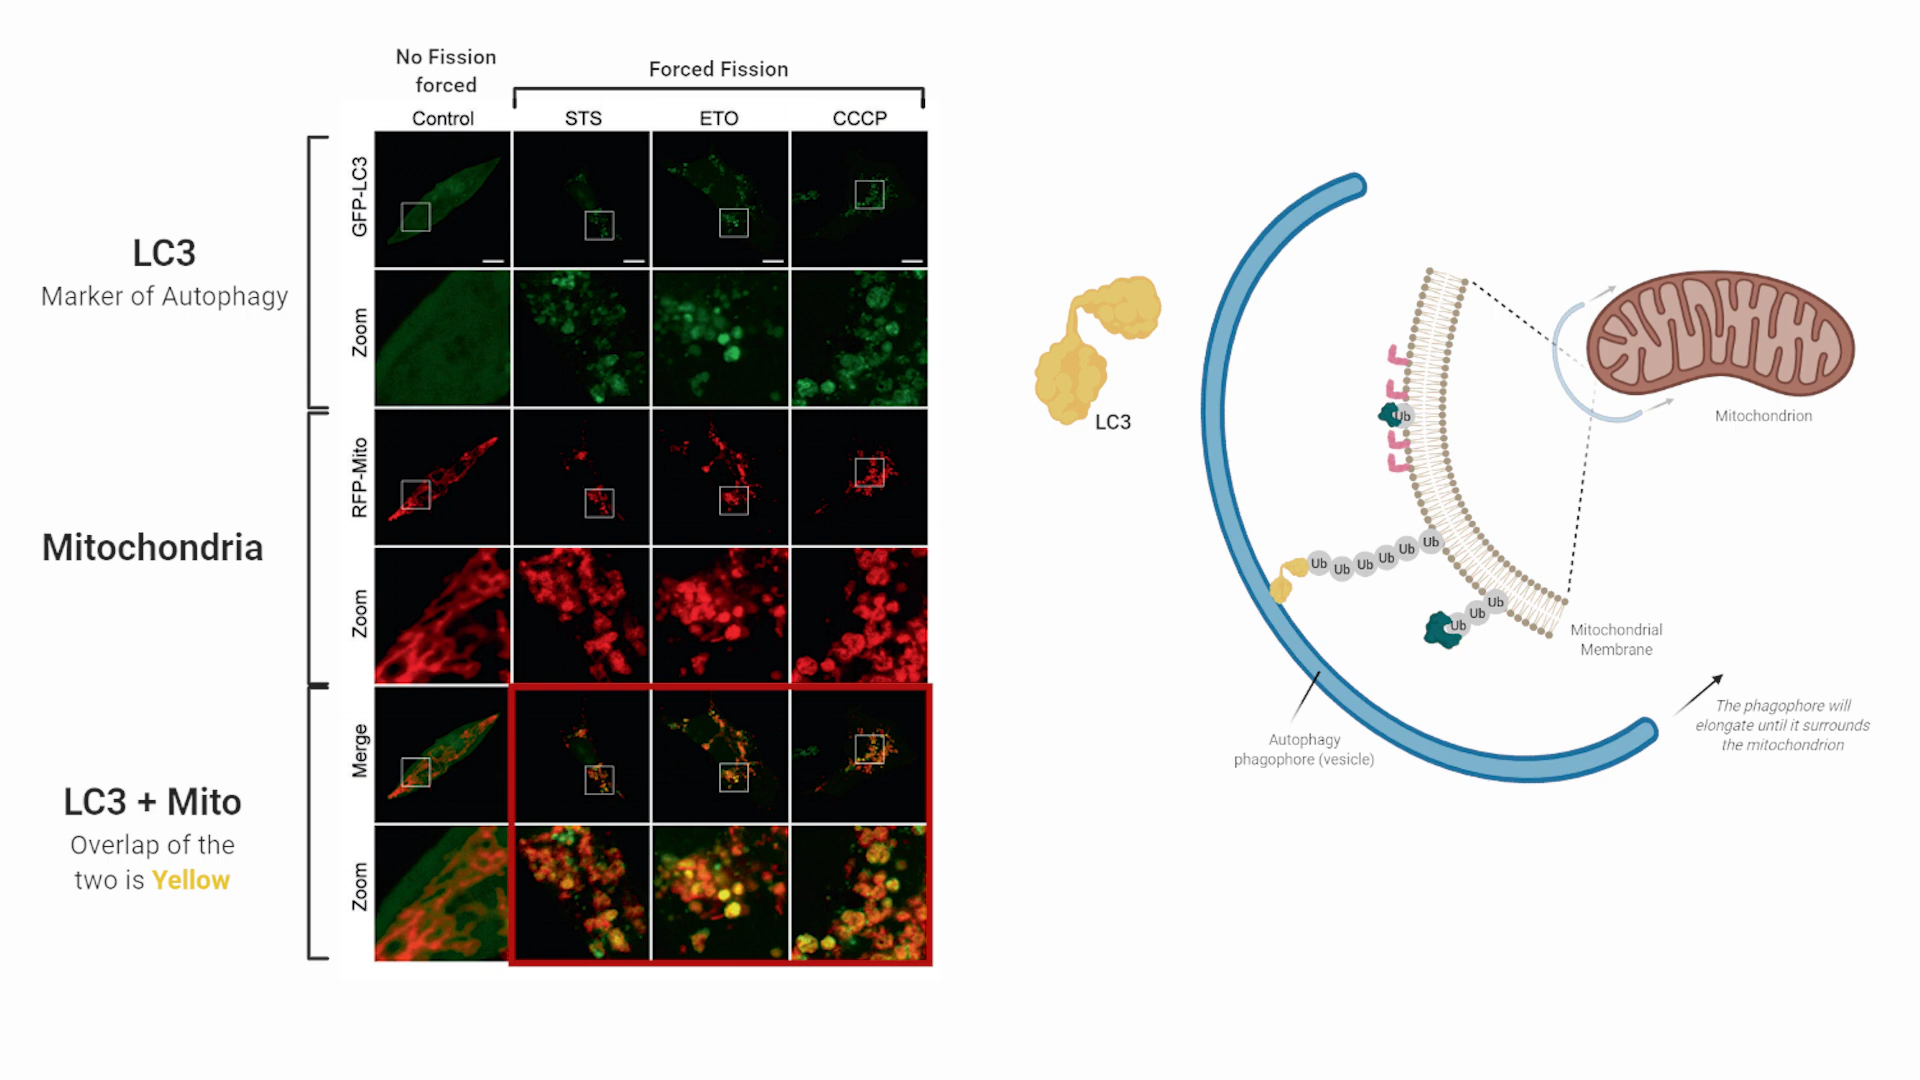 No Fission
forced
Forced Fission
Control
STS
ETO
CCCP
LC3
Marker of Autophagy
GFP-LC3
Zoom
Mitochondria
RFP-Mito
Zoom
LC3 + Mito
Overlap of the
two is Yellow
Merge
Zoom
LC3
Mitochondrion
Ub
Ub
Ub
Ub
Ub
Ub
Ub
Ub
Ub
Ub
Mitochondrial
Membrane
Autophagy
phagophore (vesicle)
The phagophore will
elongate until it surrounds
the mitochondrion